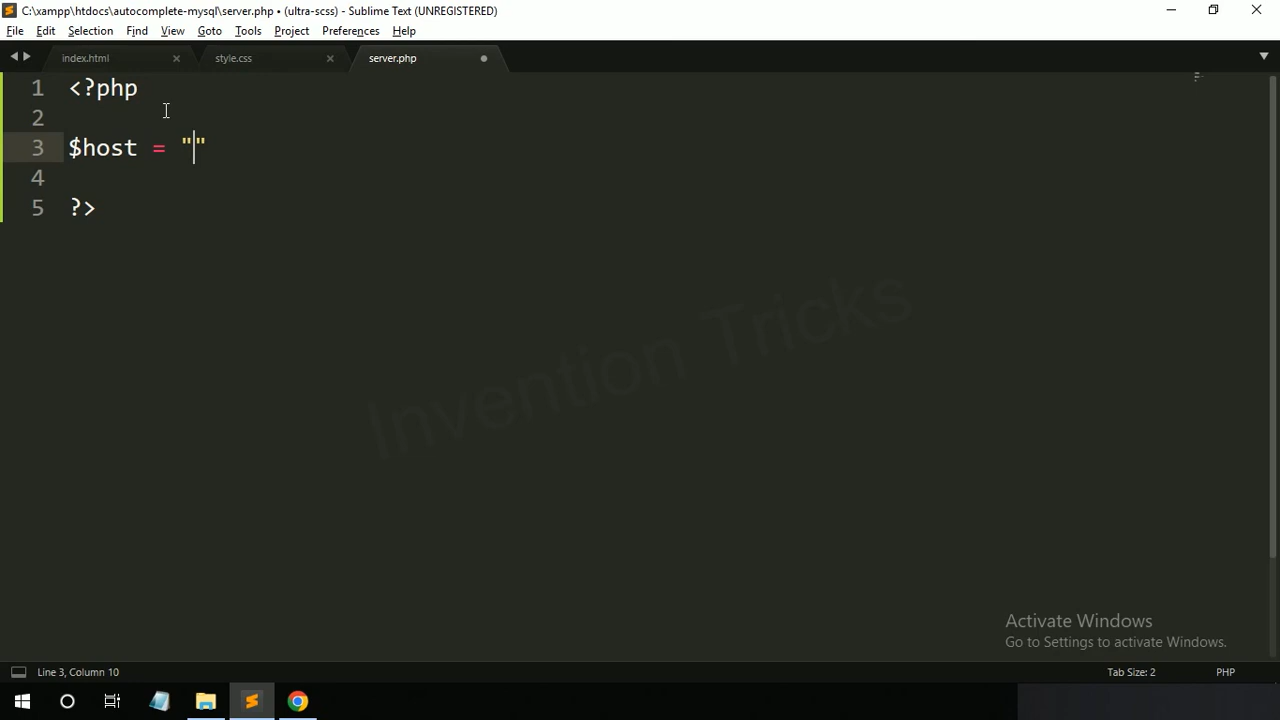 C:\xampp\htdocs\autocomplete-mysql\server.php • (ultra-scss) - Sublime Text (UNREGISTERED)
File Edit Selection Find View Goto Tools Project Preferences Help
index.html style.css server.php
1 <?php
2
3 $host = ""
4
5 ?>
Invention Tricks
Activate Windows
Go to Settings to activate Windows.
Line 3, Column 10 Tab Size: 2 PHP